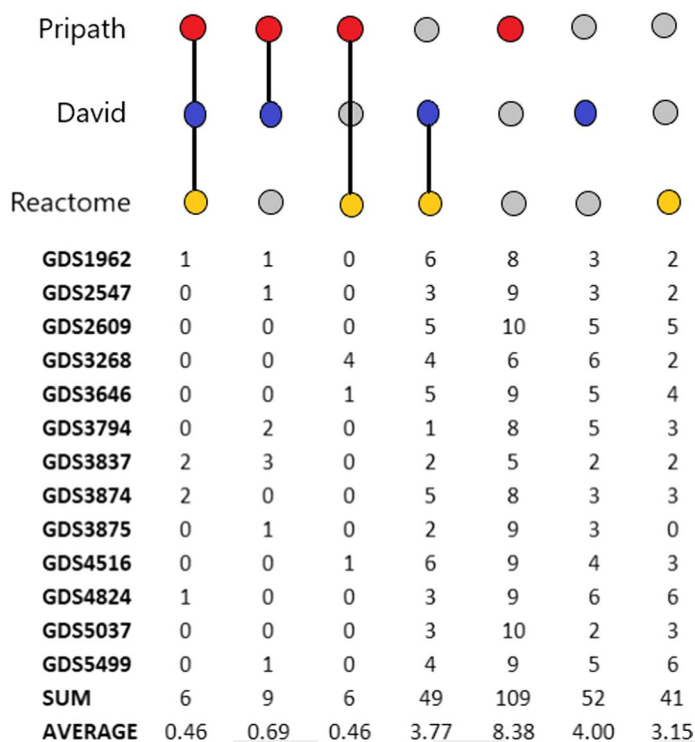 Pripath
David
Reactome
GDS1962 1 1 0 6 8 3 2
GDS2547 0 1 0 3 9 3 2
GDS2609 0 0 0 5 10 5 5
GDS3268 0 0 4 4 6 6 2
GDS3646 0 0 1 5 9 5 4
GDS3794 0 2 0 1 8 5 3
GDS3837 2 3 0 2 5 2 2
GDS3874 2 0 0 5 8 3 3
GDS3875 0 1 0 2 9 3 0
GDS4516 0 0 1 6 9 4 3
GDS4824 1 0 0 3 9 6 6
GDS5037 0 0 0 3 10 2 3
GDS5499 0 1 0 4 9 5 6
SUM 6 9 6 49 109 52 41
AVERAGE 0.46 0.69 0.46 3.77 8.38 4.00 3.15